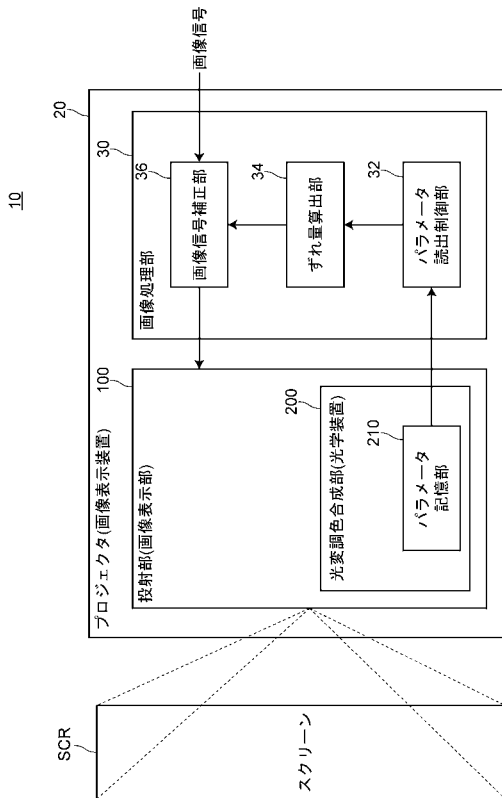 10
SCR
スクリーン
20
プロジェクタ(画像表示装置)
100
投射部(画像表示部)
200
光変調色合成部(光学装置)
210
パラメータ
記憶部
30
画像処理部
36
画像信号補正部
34
ずれ量算出部
32
パラメータ
読出制御部
画像信号